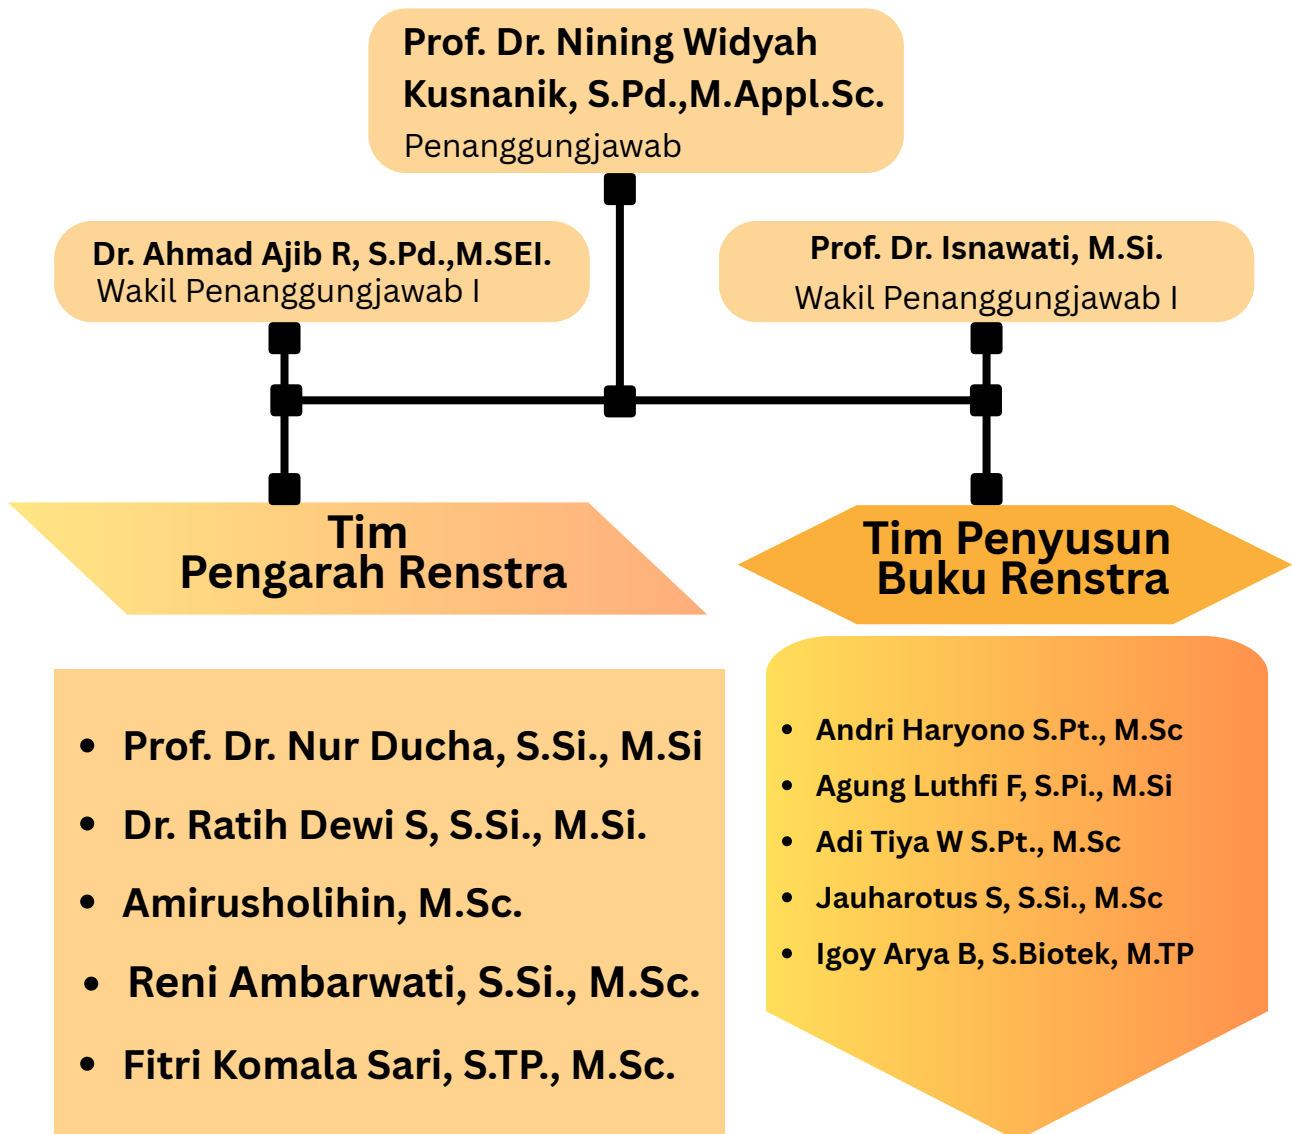 Prof. Dr. Nining Widyah
Kusnanik, S.Pd.,M.Appl.Sc.
Penanggungjawab
Dr. Ahmad Ajib R, S.Pd.,M.SEI.
Wakil Penanggungjawab I
Prof. Dr. Isnawati, M.Si.
Wakil Penanggungjawab I
Tim
Pengarah Renstra
Tim Penyusun
Buku Renstra
• Prof. Dr. Nur Ducha, S.Si., M.Si
• Dr. Ratih Dewi S, S.Si., M.Si.
• Amirusholihin, M.Sc.
• Reni Ambarwati, S.Si., M.Sc.
• Fitri Komala Sari, S.TP., M.Sc.
• Andri Haryono S.Pt., M.Sc
• Agung Luthfi F, S.Pi., M.Si
• Adi Tiya W S.Pt., M.Sc
• Jauharotus S, S.Si., M.Sc
• Igoy Arya B, S.Biotek, M.TP